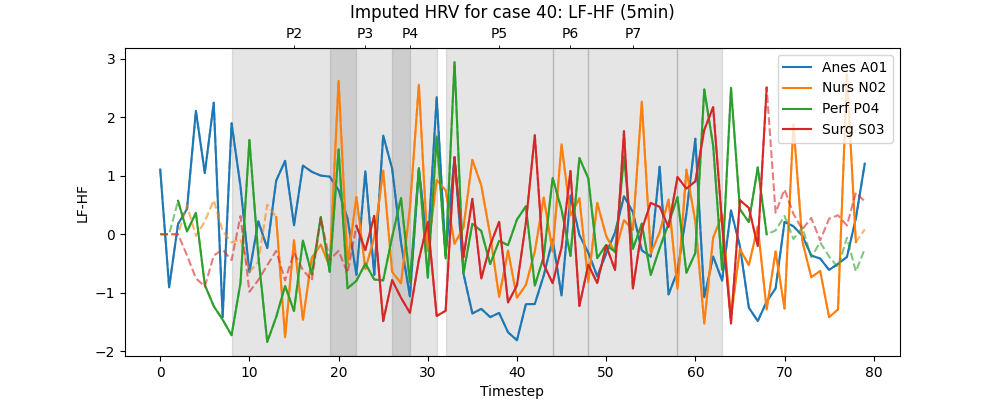 Imputed HRV for case 40: LF-HF (5min)
P2 P3 P4 P5 P6 P7
Anes A01
Nurs N02
Perf P04
Surg S03
3
2
1
0
−1
−2
LF-HF
0 10 20 30 40 50 60 70 80
Timestep